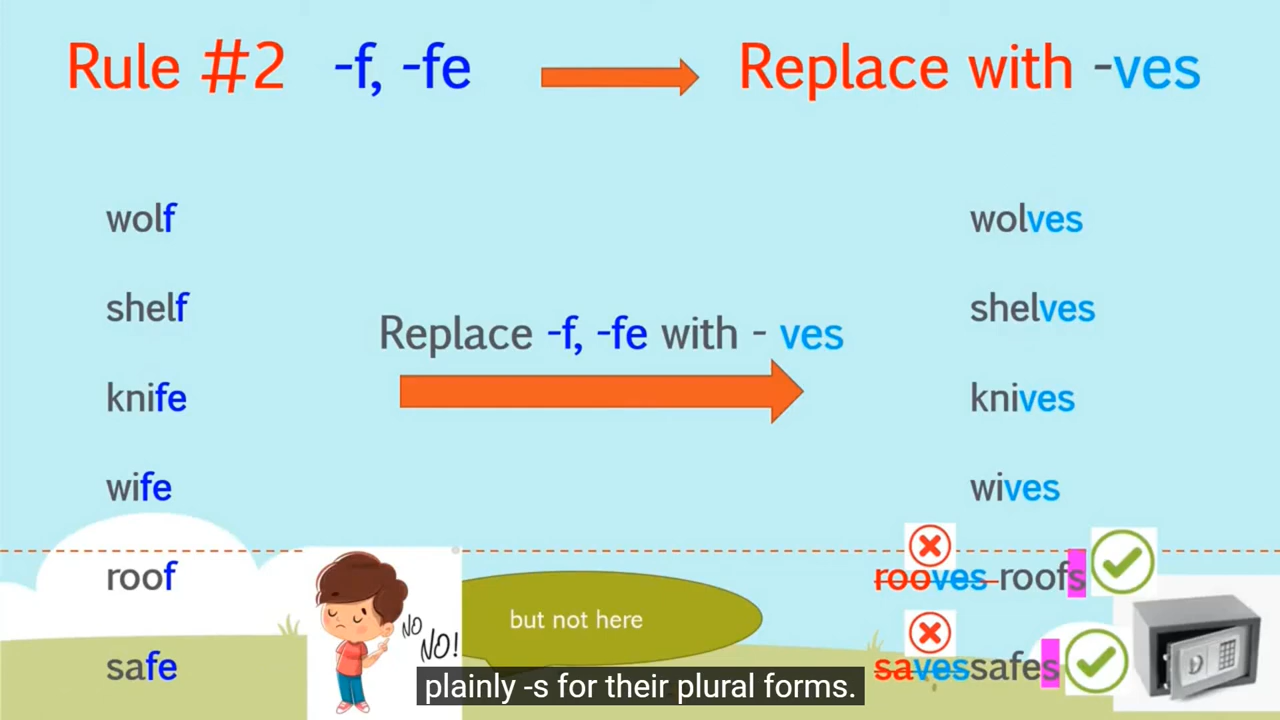 Rule #2 -f, -fe Replace with -ves
wolf wolves
shelf shelves
Replace -f, -fe with - ves
knife knives
wife wives
roof rooves roofs
NO NO!
but not here
safe saves safes
plainly -s for their plural forms.